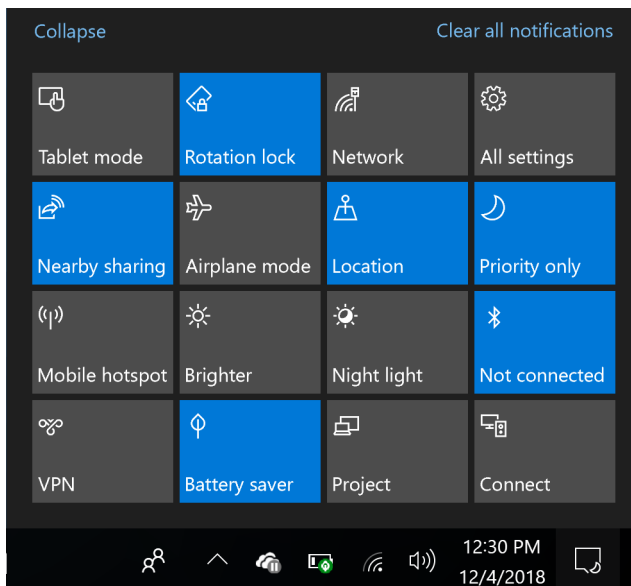 Collapse
Clear all notifications
Tablet mode
Rotation lock
Network
All settings
Nearby sharing
Airplane mode
Location
Priority only
Mobile hotspot
Brighter
Night light
Not connected
VPN
Battery saver
Project
Connect
12:30 PM
12/4/2018